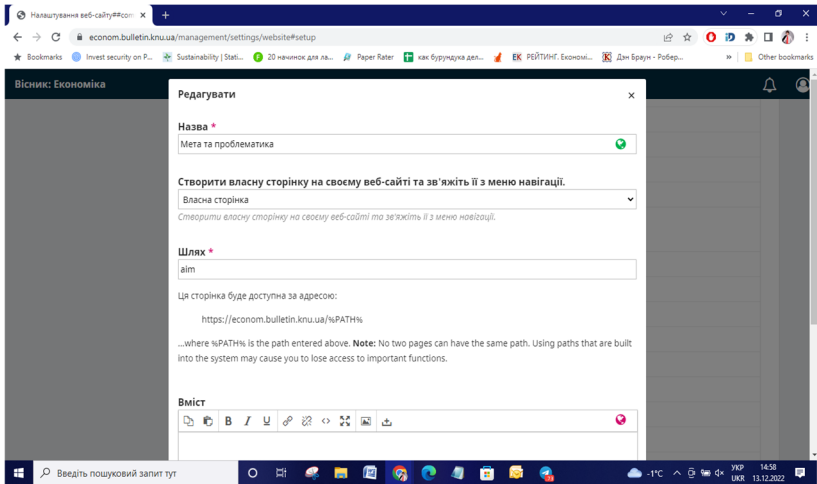 Налаштування веб-сайту##com
econom.bulletin.knu.ua/management/settings/website#setup
Bookmarks Invest security on P... Sustainability | Stati... 20 начинок для ла... Paper Rater как бурундука дел... РЕЙТИНГ. Економі... Дэн Браун - Робер... » Other bookmarks
Вісник: Економіка
Редагувати ×
Назва *
Мета та проблематика
Створити власну сторінку на своєму веб-сайті та зв'яжіть її з меню навігації.
Власна сторінка
Створити власну сторінку на своєму веб-сайті та зв'яжіть її з меню навігації.
Шлях *
aim
Ця сторінка буде доступна за адресою:
https://econom.bulletin.knu.ua/%PATH%
...where %PATH% is the path entered above. Note: No two pages can have the same path. Using paths that are built
into the system may cause you to lose access to important functions.
Вміст
B I U
Введіть пошуковий запит тут -1°C УКР 14:58
UKR 13.12.2022